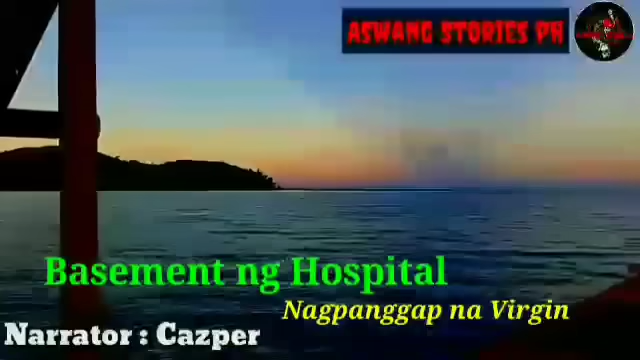 ASWANG STORIES PH
Basement ng Hospital
Nagpanggap na Virgin
Narrator : Cazper